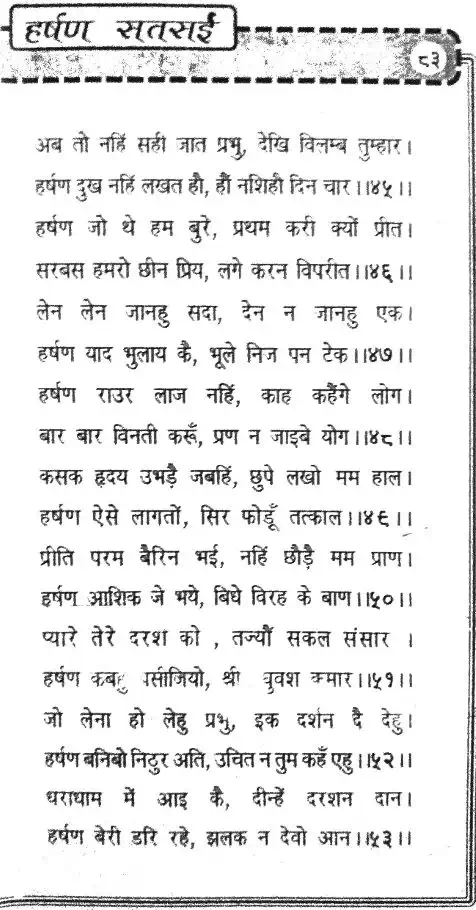 हर्षण सतसई
८३
अब तो नहिं सही जात प्रभु, देखि विलम्ब तुम्हार।
हर्षण दुख नहिं लखत हौ, हौं नशिहौ दिन चार।।४५।।
हर्षण जो थे हम बुरे, प्रथम करी क्यों प्रीत।
सरबस हमरो छीन प्रिय, लगे करन विपरीत।।४६।।
लेन लेन जानहु सदा, देन न जानहु एक।
हर्षण याद भुलाय कै, भूले निज पन टेक।।४७।।
हर्षण राउर लाज नहिं, काह कहैंगे लोग।
बार बार विनती करूँ, प्रण न जाइबे योग।।४८।।
कसक हृदय उभड़ै जबहिं, छुपे लखो मम हाल।
हर्षण ऐसे लागतों, सिर फोड़ूँ तत्काल।।४९।।
प्रीति परम बैरिन भई, नहिं छौड़ै मम प्राण।
हर्षण आशिक जे भये, बिधे विरह के बाण।।५०।।
प्यारे तेरे दरश को , तज्यौं सकल संसार ।
हर्षण श्री ।।५१।।
जो लेना हो लेहु प्रभु, इक दर्शन दै देहु।
हर्षण बनिबो निठुर अति, उचित न तुम कहँ एहु।।५२।।
धराधाम में आइ कै, दीन्हें दरशन दान।
हर्षण बेरी डरि रहे, झलक न देवो आन।।५३।।